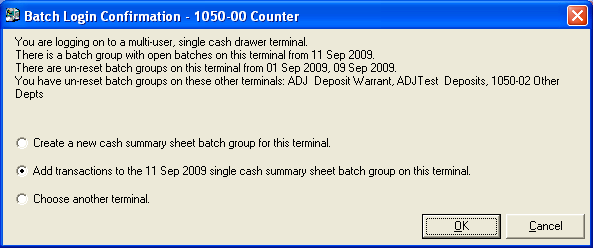 Batch Login Confirmation - 1050-00 Counter
You are logging on to a multi-user, single cash drawer terminal.
There is a batch group with open batches on this terminal from 11 Sep 2009.
There are un-reset batch groups on this terminal from 01 Sep 2009, 09 Sep 2009.
You have un-reset batch groups on these other terminals: ADJ  Deposit Warrant, ADJTest  Deposits, 1050-02 Other
Depts
Create a new cash summary sheet batch group for this terminal.
Add transactions to the 11 Sep 2009 single cash summary sheet batch group on this terminal.
Choose another terminal.
OK
Cancel